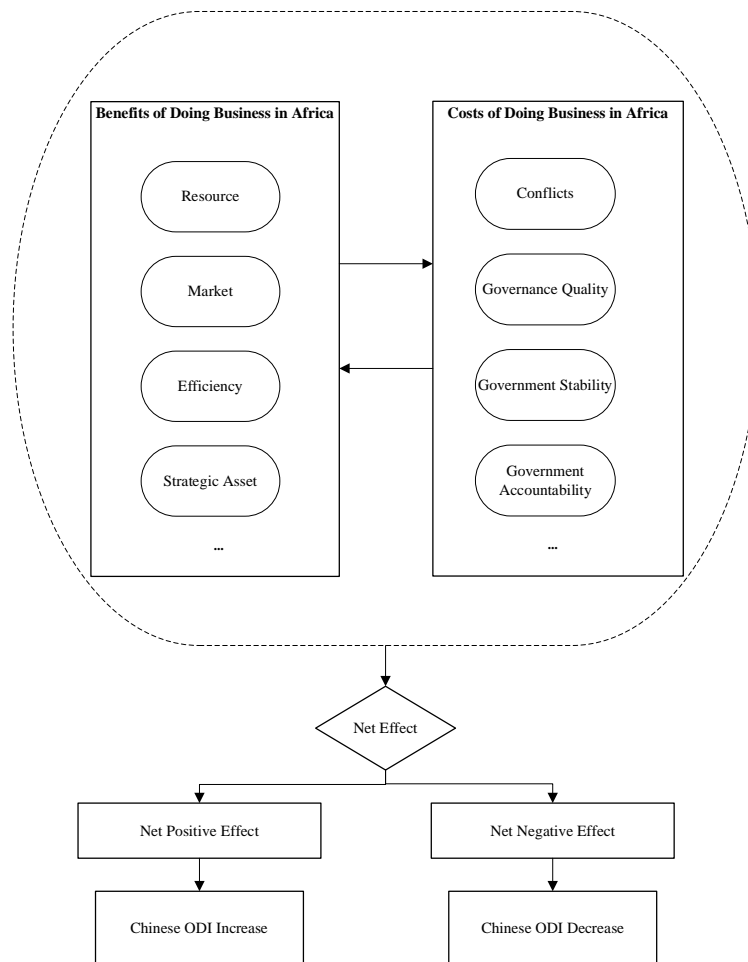 Benefits of Doing Business in Africa
Resource
Market
Efficiency
Strategic Asset
...
Costs of Doing Business in Africa
Conflicts
Governance Quality
Government Stability
Government
Accountability
...
Net Effect
Net Positive Effect
Net Negative Effect
Chinese ODI Increase
Chinese ODI Decrease